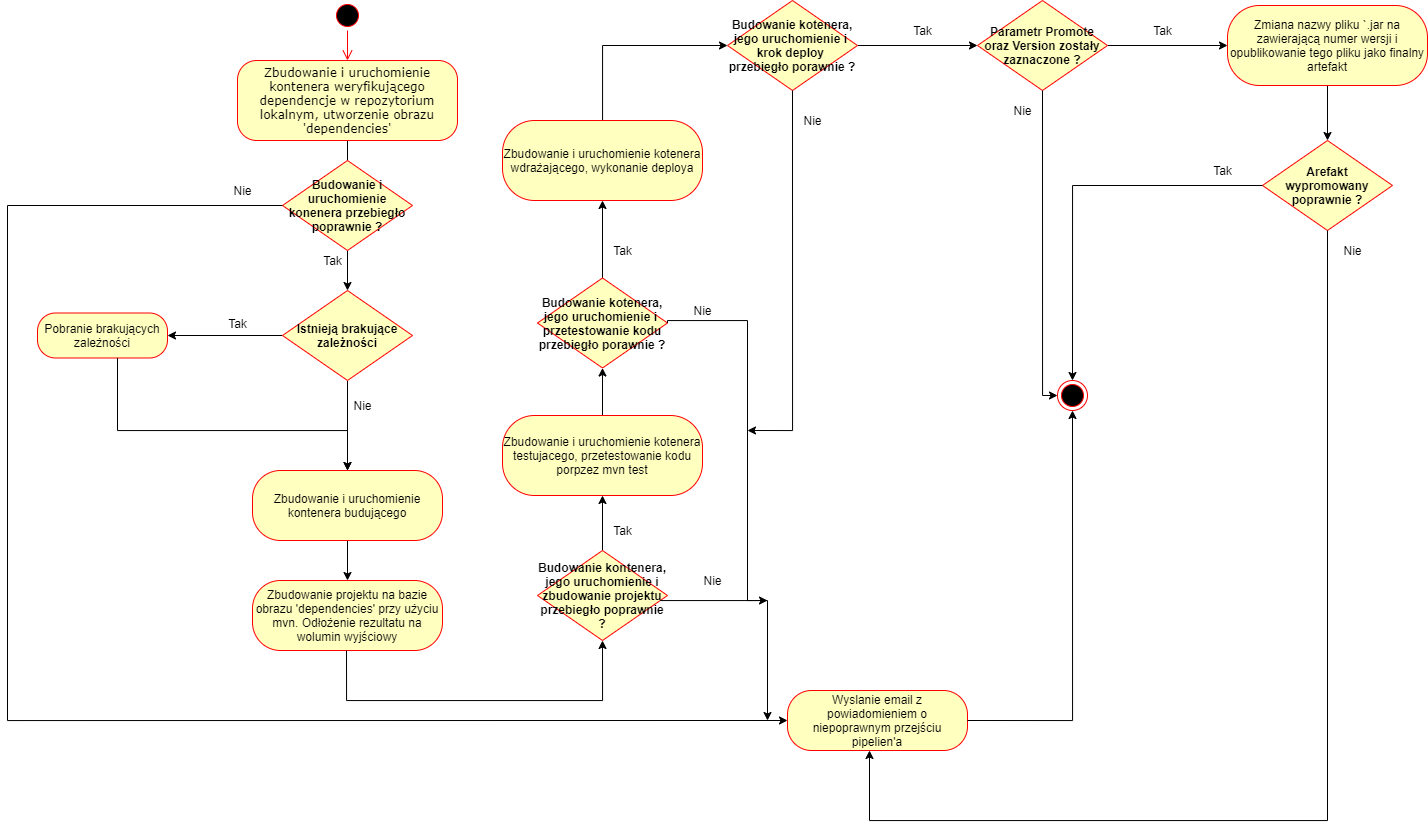 Zbudowanie i uruchomienie
kontenera weryfikującego
dependencje w repozytorium
lokalnym, utworzenie obrazu
'dependencies'
Nie
Budowanie i
uruchomienie
konenera przebiegło
poprawnie ?
Tak
Istnieją brakujące
zależności
Tak
Pobranie brakujących
zależności
Nie
Zbudowanie i uruchomienie
kontenera budującego
Zbudowanie projektu na bazie
obrazu 'dependencies' przy użyciu
mvn. Odłożenie rezultatu na
wolumin wyjściowy
Budowanie kontenera,
jego uruchomienie i
zbudowanie projektu
przebiegło poprawnie
?
Nie
Tak
Zbudowanie i uruchomienie kotenera
testujacego, przetestowanie kodu
porpzez mvn test
Budowanie kotenera,
jego uruchomienie i
przetestowanie kodu
przebiegło porawnie ?
Nie
Tak
Zbudowanie i uruchomienie kotenera
wdrażającego, wykonanie deploya
Budowanie kotenera,
jego uruchomienie i
krok deploy
przebiegło porawnie ?
Tak
Nie
Parametr Promote
oraz Version zostały
zaznaczone ?
Tak
Nie
Zmiana nazwy pliku `.jar na
zawierającą numer wersji i
opublikowanie tego pliku jako finalny
artefakt
Arefakt
wypromowany
poprawnie ?
Tak
Nie
Wyslanie email z
powiadomieniem o
niepoprawnym przejściu
pipelien'a